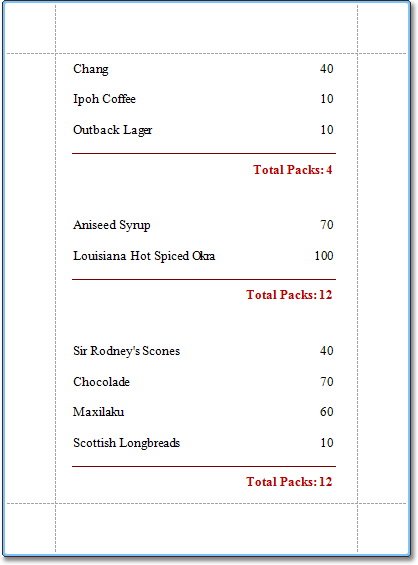 Chang 40
Ipoh Coffee 10
Outback Lager 10
Total Packs: 4
Aniseed Syrup 70
Louisiana Hot Spiced Okra 100
Total Packs: 12
Sir Rodney's Scones 40
Chocolade 70
Maxilaku 60
Scottish Longbreads 10
Total Packs: 12